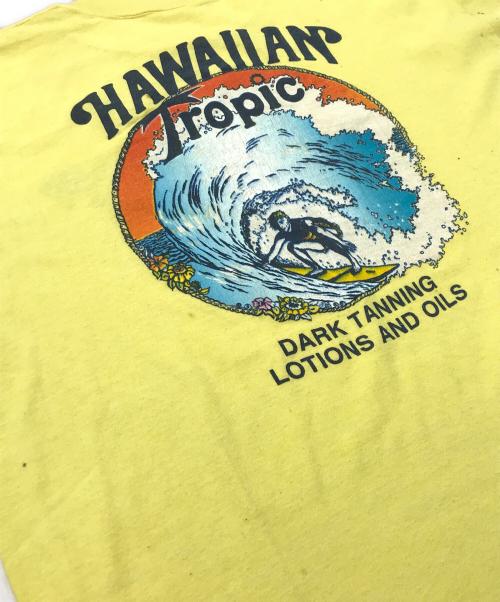 HAWAIIAN
Tropic
DARK TANNING
LOTIONS AND OILS